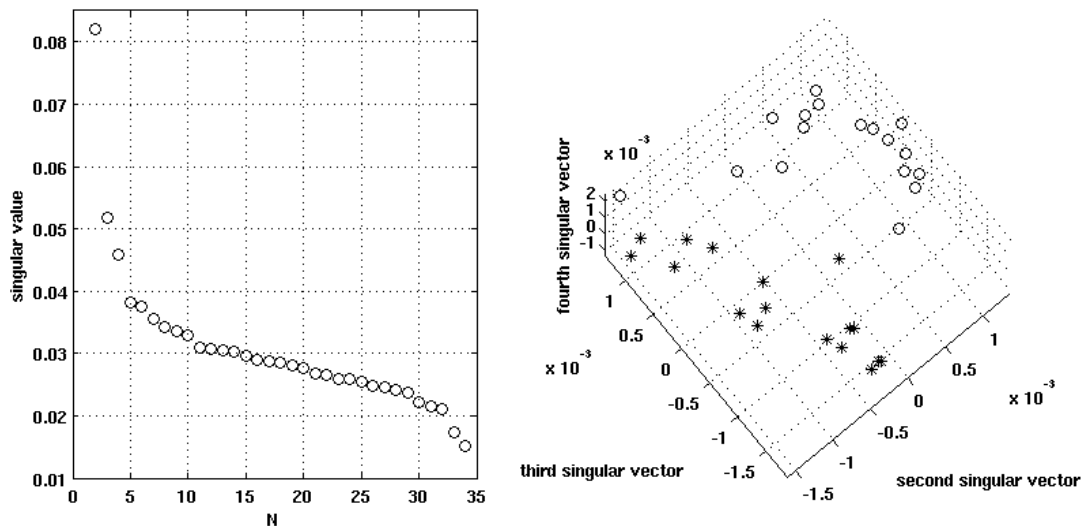 0.08
0.07
0.06
0.05
0.04
0.03
0.02
0.01
singular value
0 5 10 15 20 25 30 35
N
x 10⁻³
2
1
0
-1
fourth singular vector
1
0.5
0
-0.5
-1
-1.5
x 10⁻³
third singular vector
1
0.5
0
-0.5
-1
-1.5
x 10⁻³
second singular vector